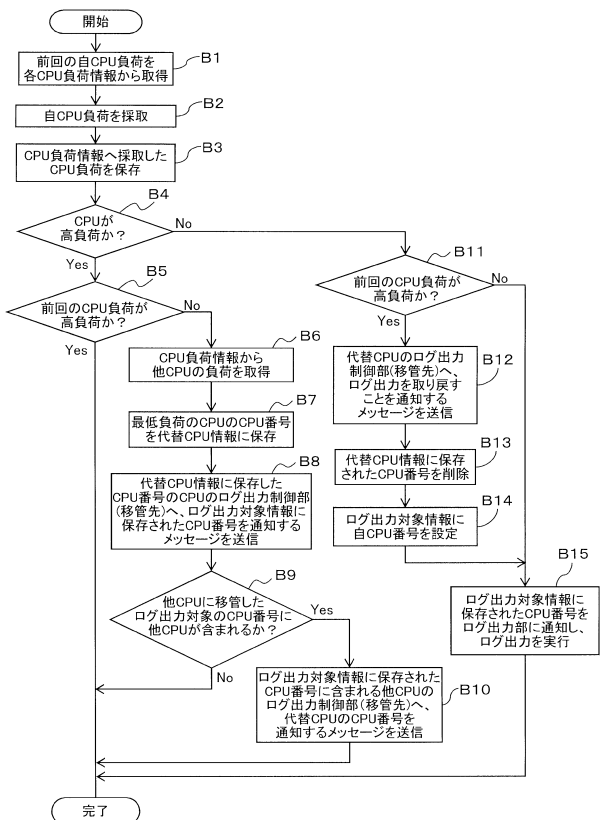 開始
前回の自CPU負荷を
各CPU負荷情報から取得
B1
自CPU負荷を採取
B2
CPU負荷情報へ採取した
CPU負荷を保存
B3
CPUが
高負荷か？
B4
No
Yes
前回のCPU負荷が
高負荷か？
B5
No
Yes
CPU負荷情報から
他CPUの負荷を取得
B6
最低負荷のCPUのCPU番号
を代替CPU情報に保存
B7
代替CPU情報に保存した
CPU番号のCPUのログ出力制御部
(移管先)へ、ログ出力対象情報に
保存されたCPU番号を通知する
メッセージを送信
B8
他CPUに移管した
ログ出力対象のCPU番号に
他CPUが含まれるか？
B9
Yes
No
ログ出力対象情報に保存された
CPU番号に含まれる他CPUの
ログ出力制御部(移管先)へ、
代替CPUのCPU番号を
通知するメッセージを送信
B10
前回のCPU負荷が
高負荷か？
B11
No
Yes
代替CPUのログ出力
制御部(移管先)へ、
ログ出力を取り戻す
ことを通知する
メッセージを送信
B12
代替CPU情報に保存
されたCPU番号を削除
B13
ログ出力対象情報に
自CPU番号を設定
B14
ログ出力対象情報に
保存されたCPU番号を
ログ出力部に通知し、
ログ出力を実行
B15
完了